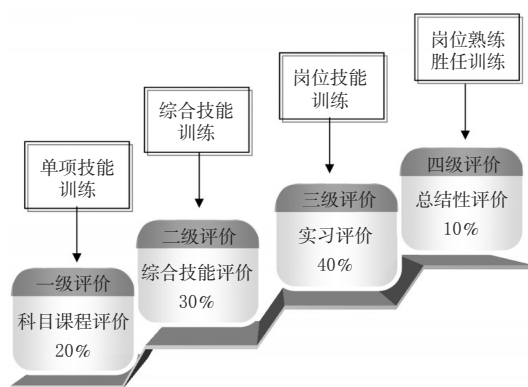 单项技能
训练
一级评价
科目课程评价
20%
综合技能
训练
二级评价
综合技能评价
30%
岗位技能
训练
三级评价
实习评价
40%
岗位熟练
胜任训练
四级评价
总结性评价
10%